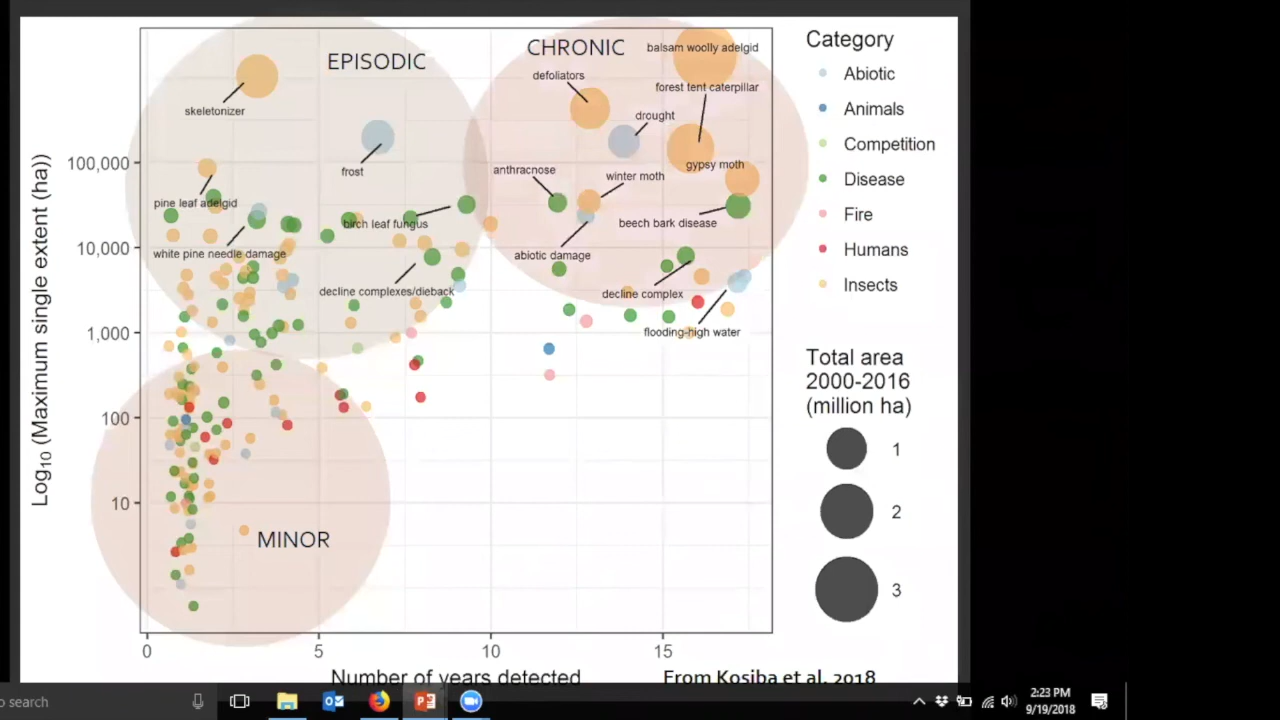 EPISODIC
CHRONIC
balsam woolly adelgid
defoliators
forest tent caterpillar
skeletonizer
drought
frost
anthracnose
gypsy moth
winter moth
pine leaf adelgid
birch leaf fungus
beech bark disease
white pine needle damage
abiotic damage
decline complexes/dieback
decline complex
flooding-high water
MINOR
Log10 (Maximum single extent (ha))
100,000
10,000
1,000
100
10
0
5
10
15
Number of years detected
From Kosiba et al. 2018
Category
Abiotic
Animals
Competition
Disease
Fire
Humans
Insects
Total area
2000-2016
(million ha)
1
2
3
o search
2:23 PM
9/19/2018